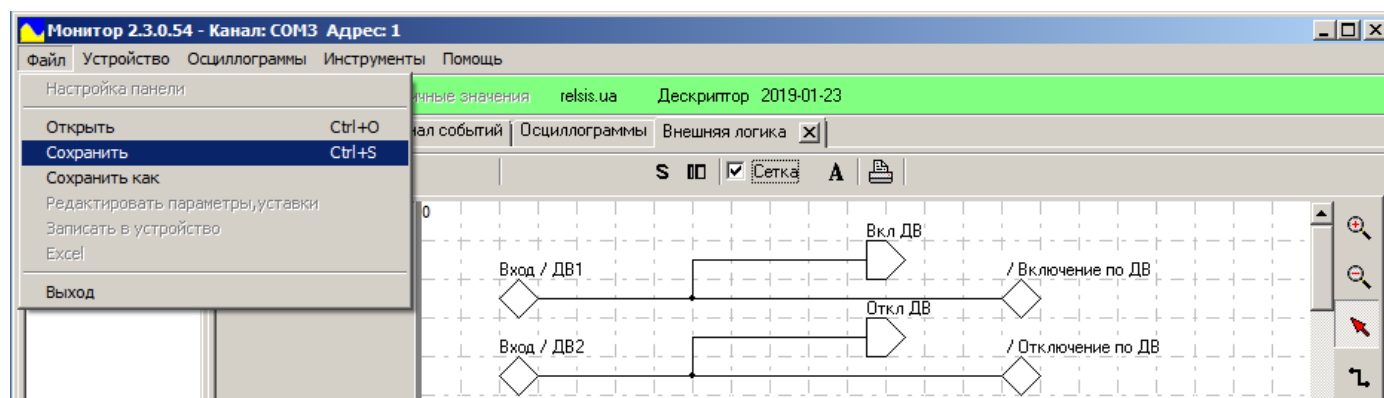 Монитор 2.3.0.54 - Канал: COM3 Адрес: 1
Файл Устройство Осциллограммы Инструменты Помощь
Настройка панели
Открыть Ctrl+O
Сохранить Ctrl+S
Сохранить как
Редактировать параметры,уставки
Записать в устройство
Excel
Выход
значения relsis.ua Дескриптор 2019-01-23
событий Осциллограммы Внешняя логика X
S Сетка A
0
Вкл ДВ
Вход / ДВ1 / Включение по ДВ
Откл ДВ
Вход / ДВ2 / Отключение по ДВ